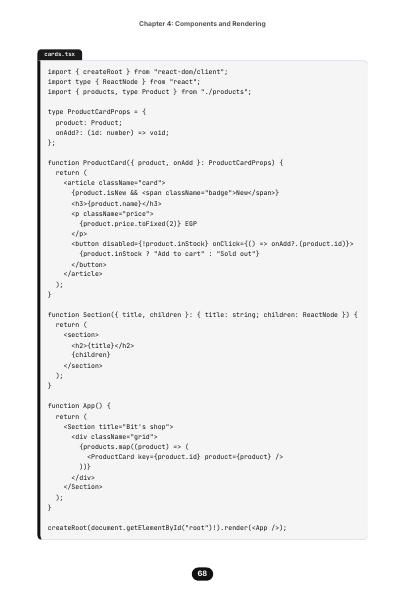 Chapter 4: Components and Rendering
cards.tsx
import { createRoot } from "react-dom/client";
import type { ReactNode } from "react";
import { products, type Product } from "./products";

type ProductCardProps = {
  product: Product;
  onAdd?: (id: number) => void;
};

function ProductCard({ product, onAdd }: ProductCardProps) {
  return (
    <article className="card">
      {product.isNew && <span className="badge">New</span>}
      <h3>{product.name}</h3>
      <p className="price">
        {product.price.toFixed(2)} EGP
      </p>
      <button disabled={!product.inStock} onClick={() => onAdd?.(product.id)}>
        {product.inStock ? "Add to cart" : "Sold out"}
      </button>
    </article>
  );
}

function Section({ title, children }: { title: string; children: ReactNode }) {
  return (
    <section>
      <h2>{title}</h2>
      {children}
    </section>
  );
}

function App() {
  return (
    <Section title="Bit's shop">
      <div className="grid">
        {products.map((product) => (
          <ProductCard key={product.id} product={product} />
        ))}
      </div>
    </Section>
  );
}

createRoot(document.getElementById("root")!).render(<App />);
68